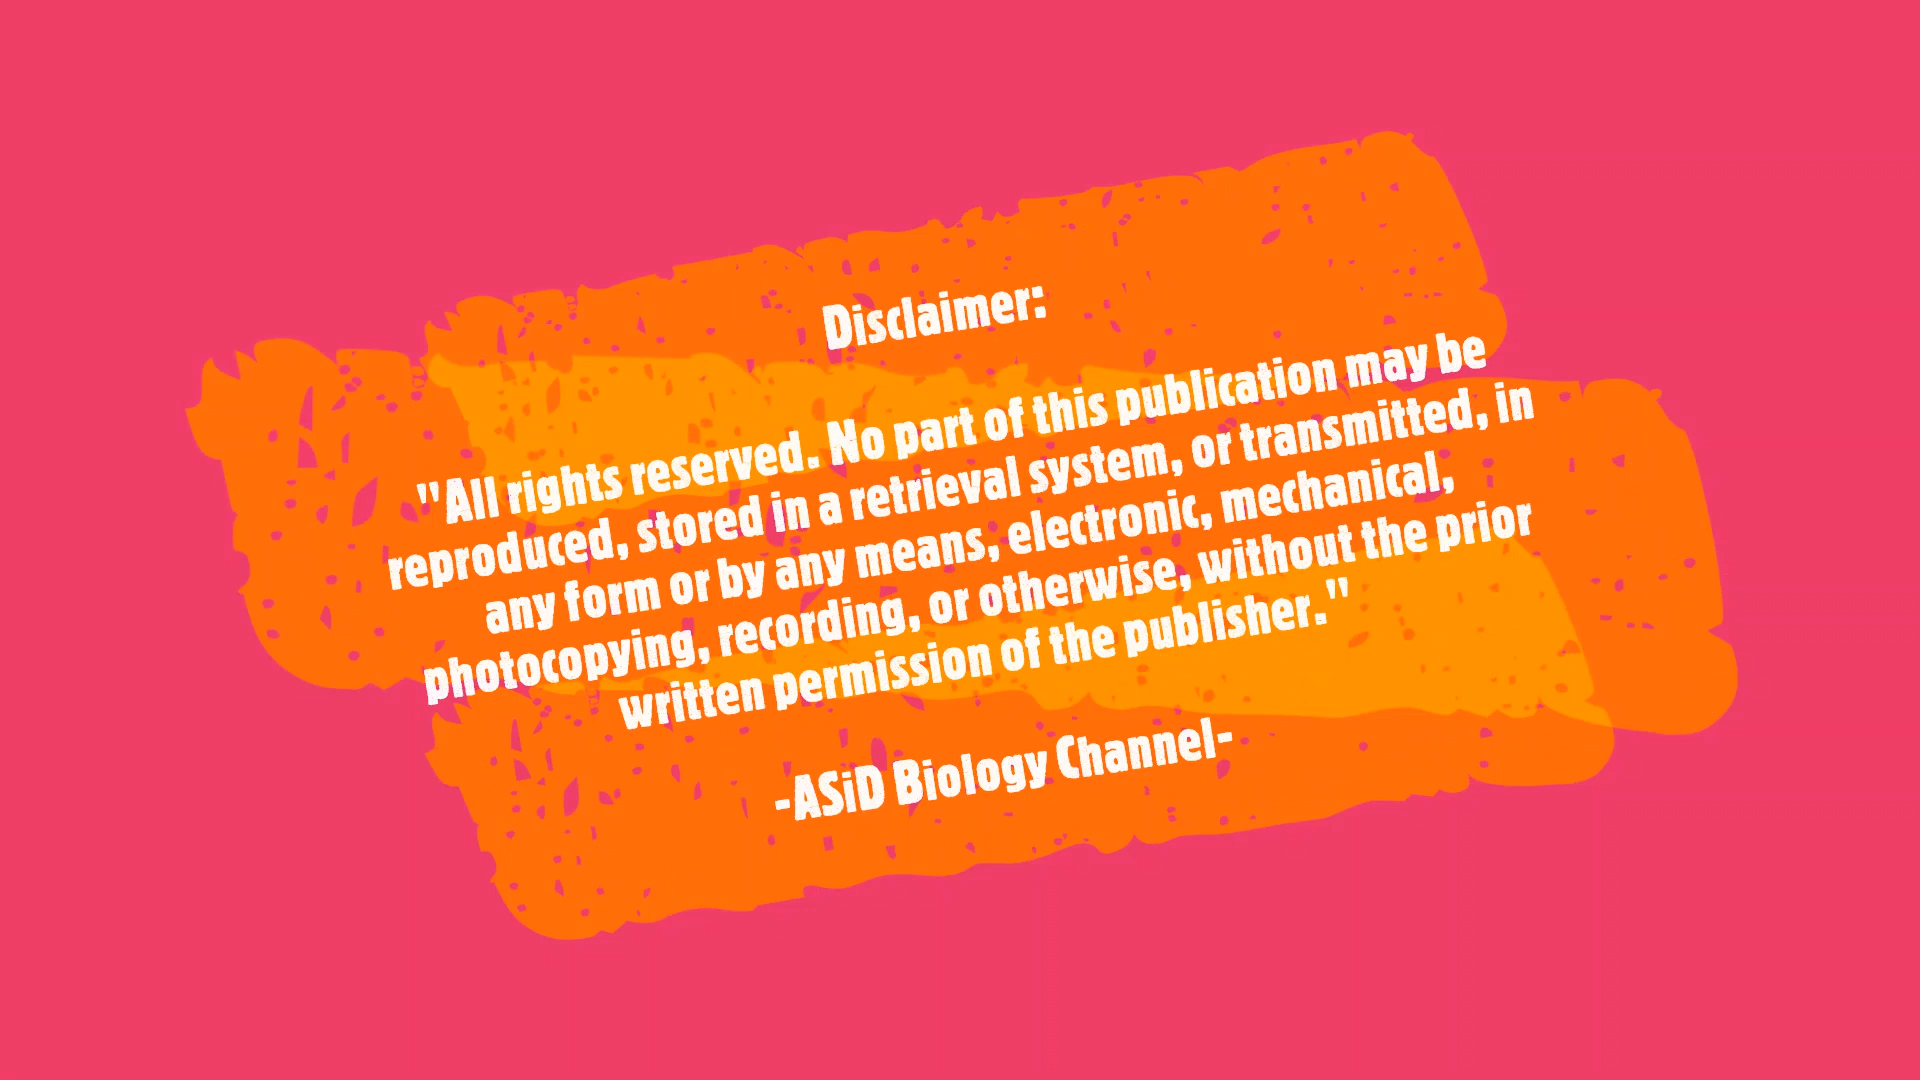 Disclaimer:
"All rights reserved. No part of this publication may be
reproduced, stored in a retrieval system, or transmitted, in
any form or by any means, electronic, mechanical,
photocopying, recording, or otherwise, without the prior
written permission of the publisher."
-ASiD Biology Channel-